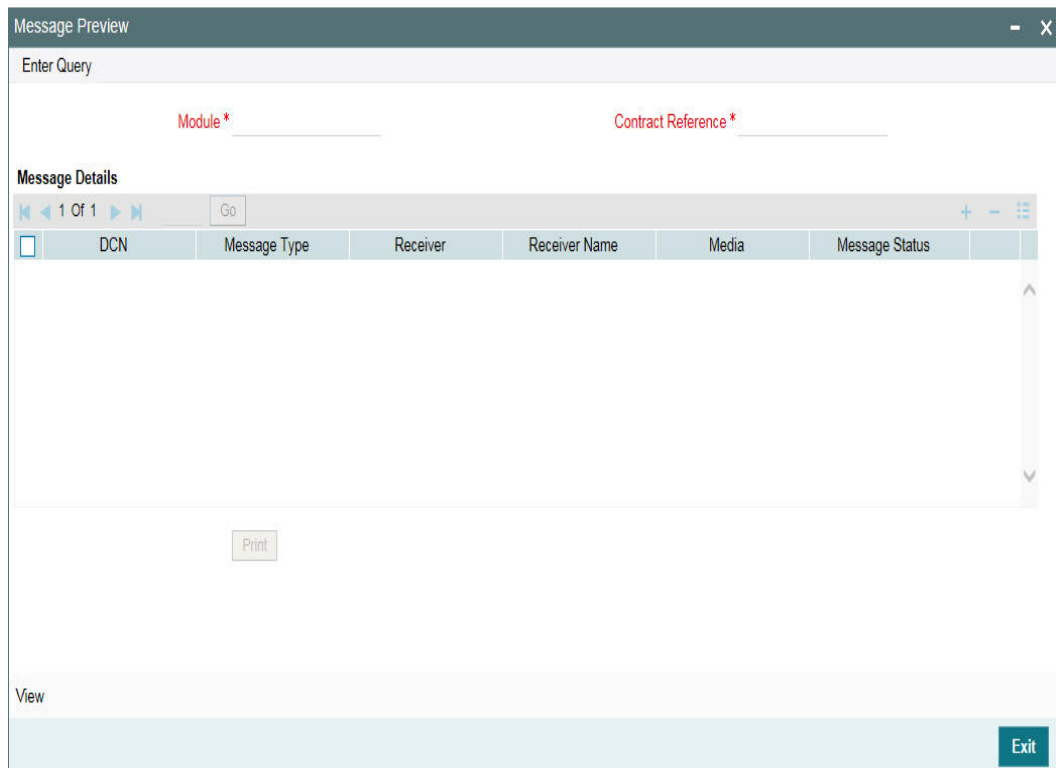 Message Preview
Enter Query
Module * Contract Reference *
Message Details
1 Of 1 Go
DCN Message Type Receiver Receiver Name Media Message Status
Print
View
Exit